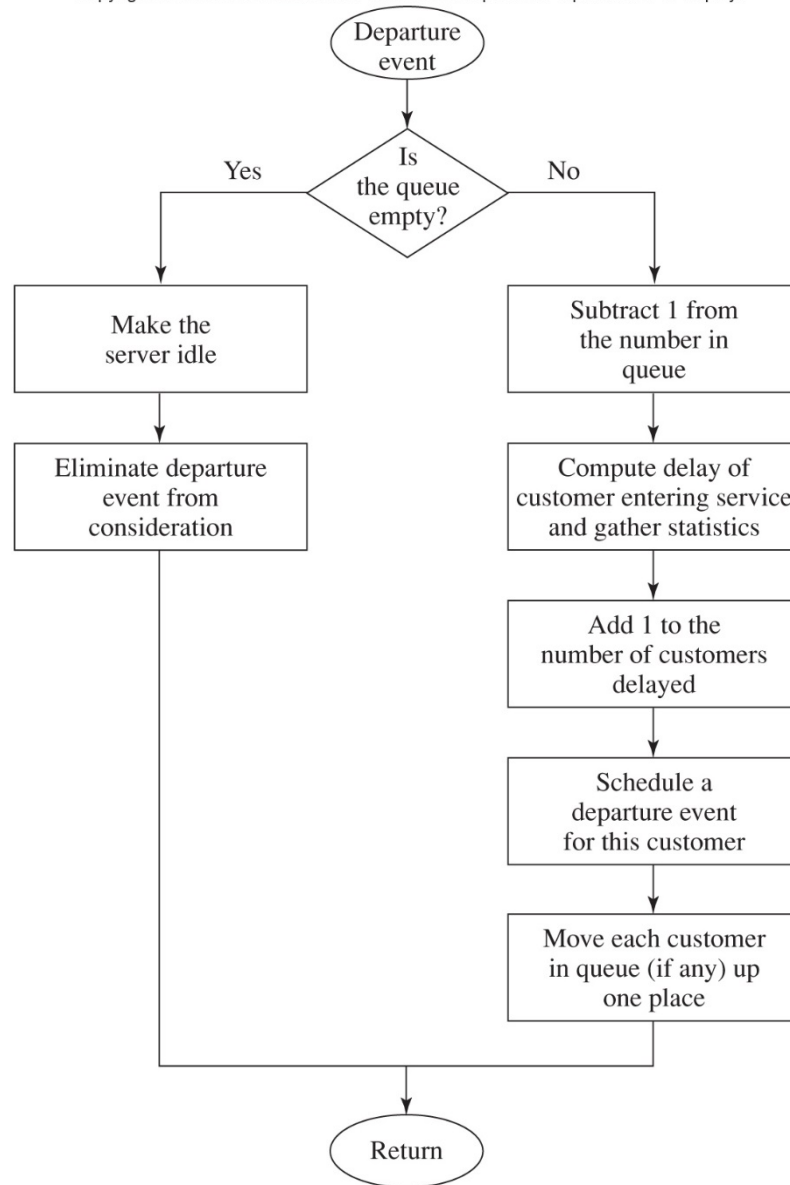 Departure
event
Is
the queue
empty?
Yes
No
Make the
server idle
Eliminate departure
event from
consideration
Subtract 1 from
the number in
queue
Compute delay of
customer entering service
and gather statistics
Add 1 to the
number of customers
delayed
Schedule a
departure event
for this customer
Move each customer
in queue (if any) up
one place
Return